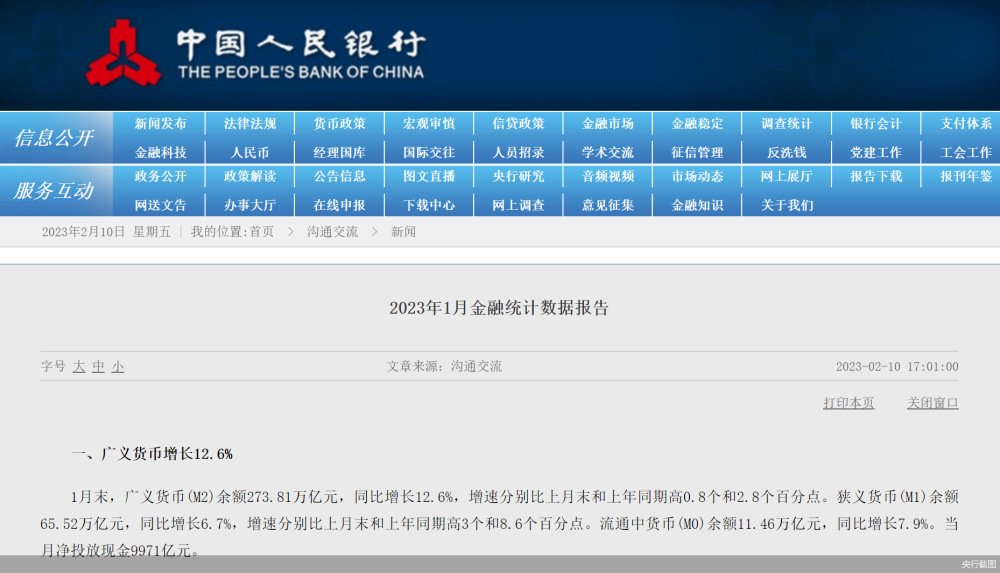 中国人民银行
THE PEOPLE'S BANK OF CHINA
信息公开
新闻发布 法律法规 货币政策 宏观审慎 信贷政策 金融市场 金融稳定 调查统计 银行会计 支付体系
金融科技 人民币 经理国库 国际交往 人员招录 学术交流 征信管理 反洗钱 党建工作 工会工作
服务互动
政务公开 政策解读 公告信息 图文直播 央行研究 音频视频 市场动态 网上展厅 报告下载 报刊年鉴
网送文告 办事大厅 在线申报 下载中心 网上调查 意见征集 金融知识 关于我们
2023年2月10日 星期五 | 我的位置:首页 > 沟通交流 > 新闻
2023年1月金融统计数据报告
字号 大 中 小 文章来源：沟通交流 2023-02-10 17:01:00
打印本页 关闭窗口
一、广义货币增长12.6%
1月末，广义货币(M2)余额273.81万亿元，同比增长12.6%，增速分别比上月末和上年同期高0.8个和2.8个百分点。狭义货币(M1)余额
65.52万亿元，同比增长6.7%，增速分别比上月末和上年同期高3个和8.6个百分点。流通中货币(M0)余额11.46万亿元，同比增长7.9%。当
月净投放现金9971亿元。
央行截图